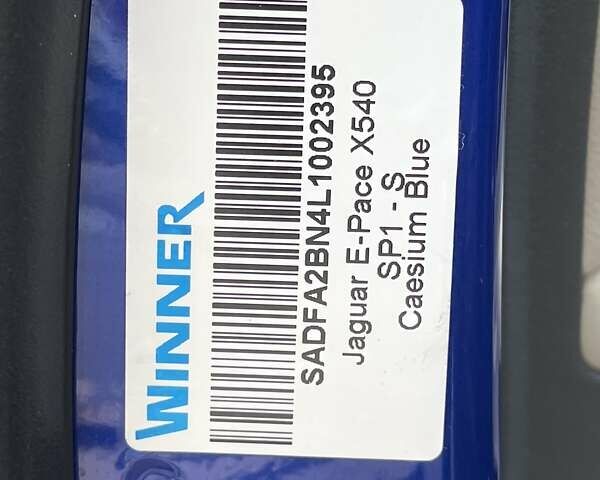 WINNER
SADFA2BN4L1002395
Jaguar E-Pace X540
SP1 - S
Caesium Blue